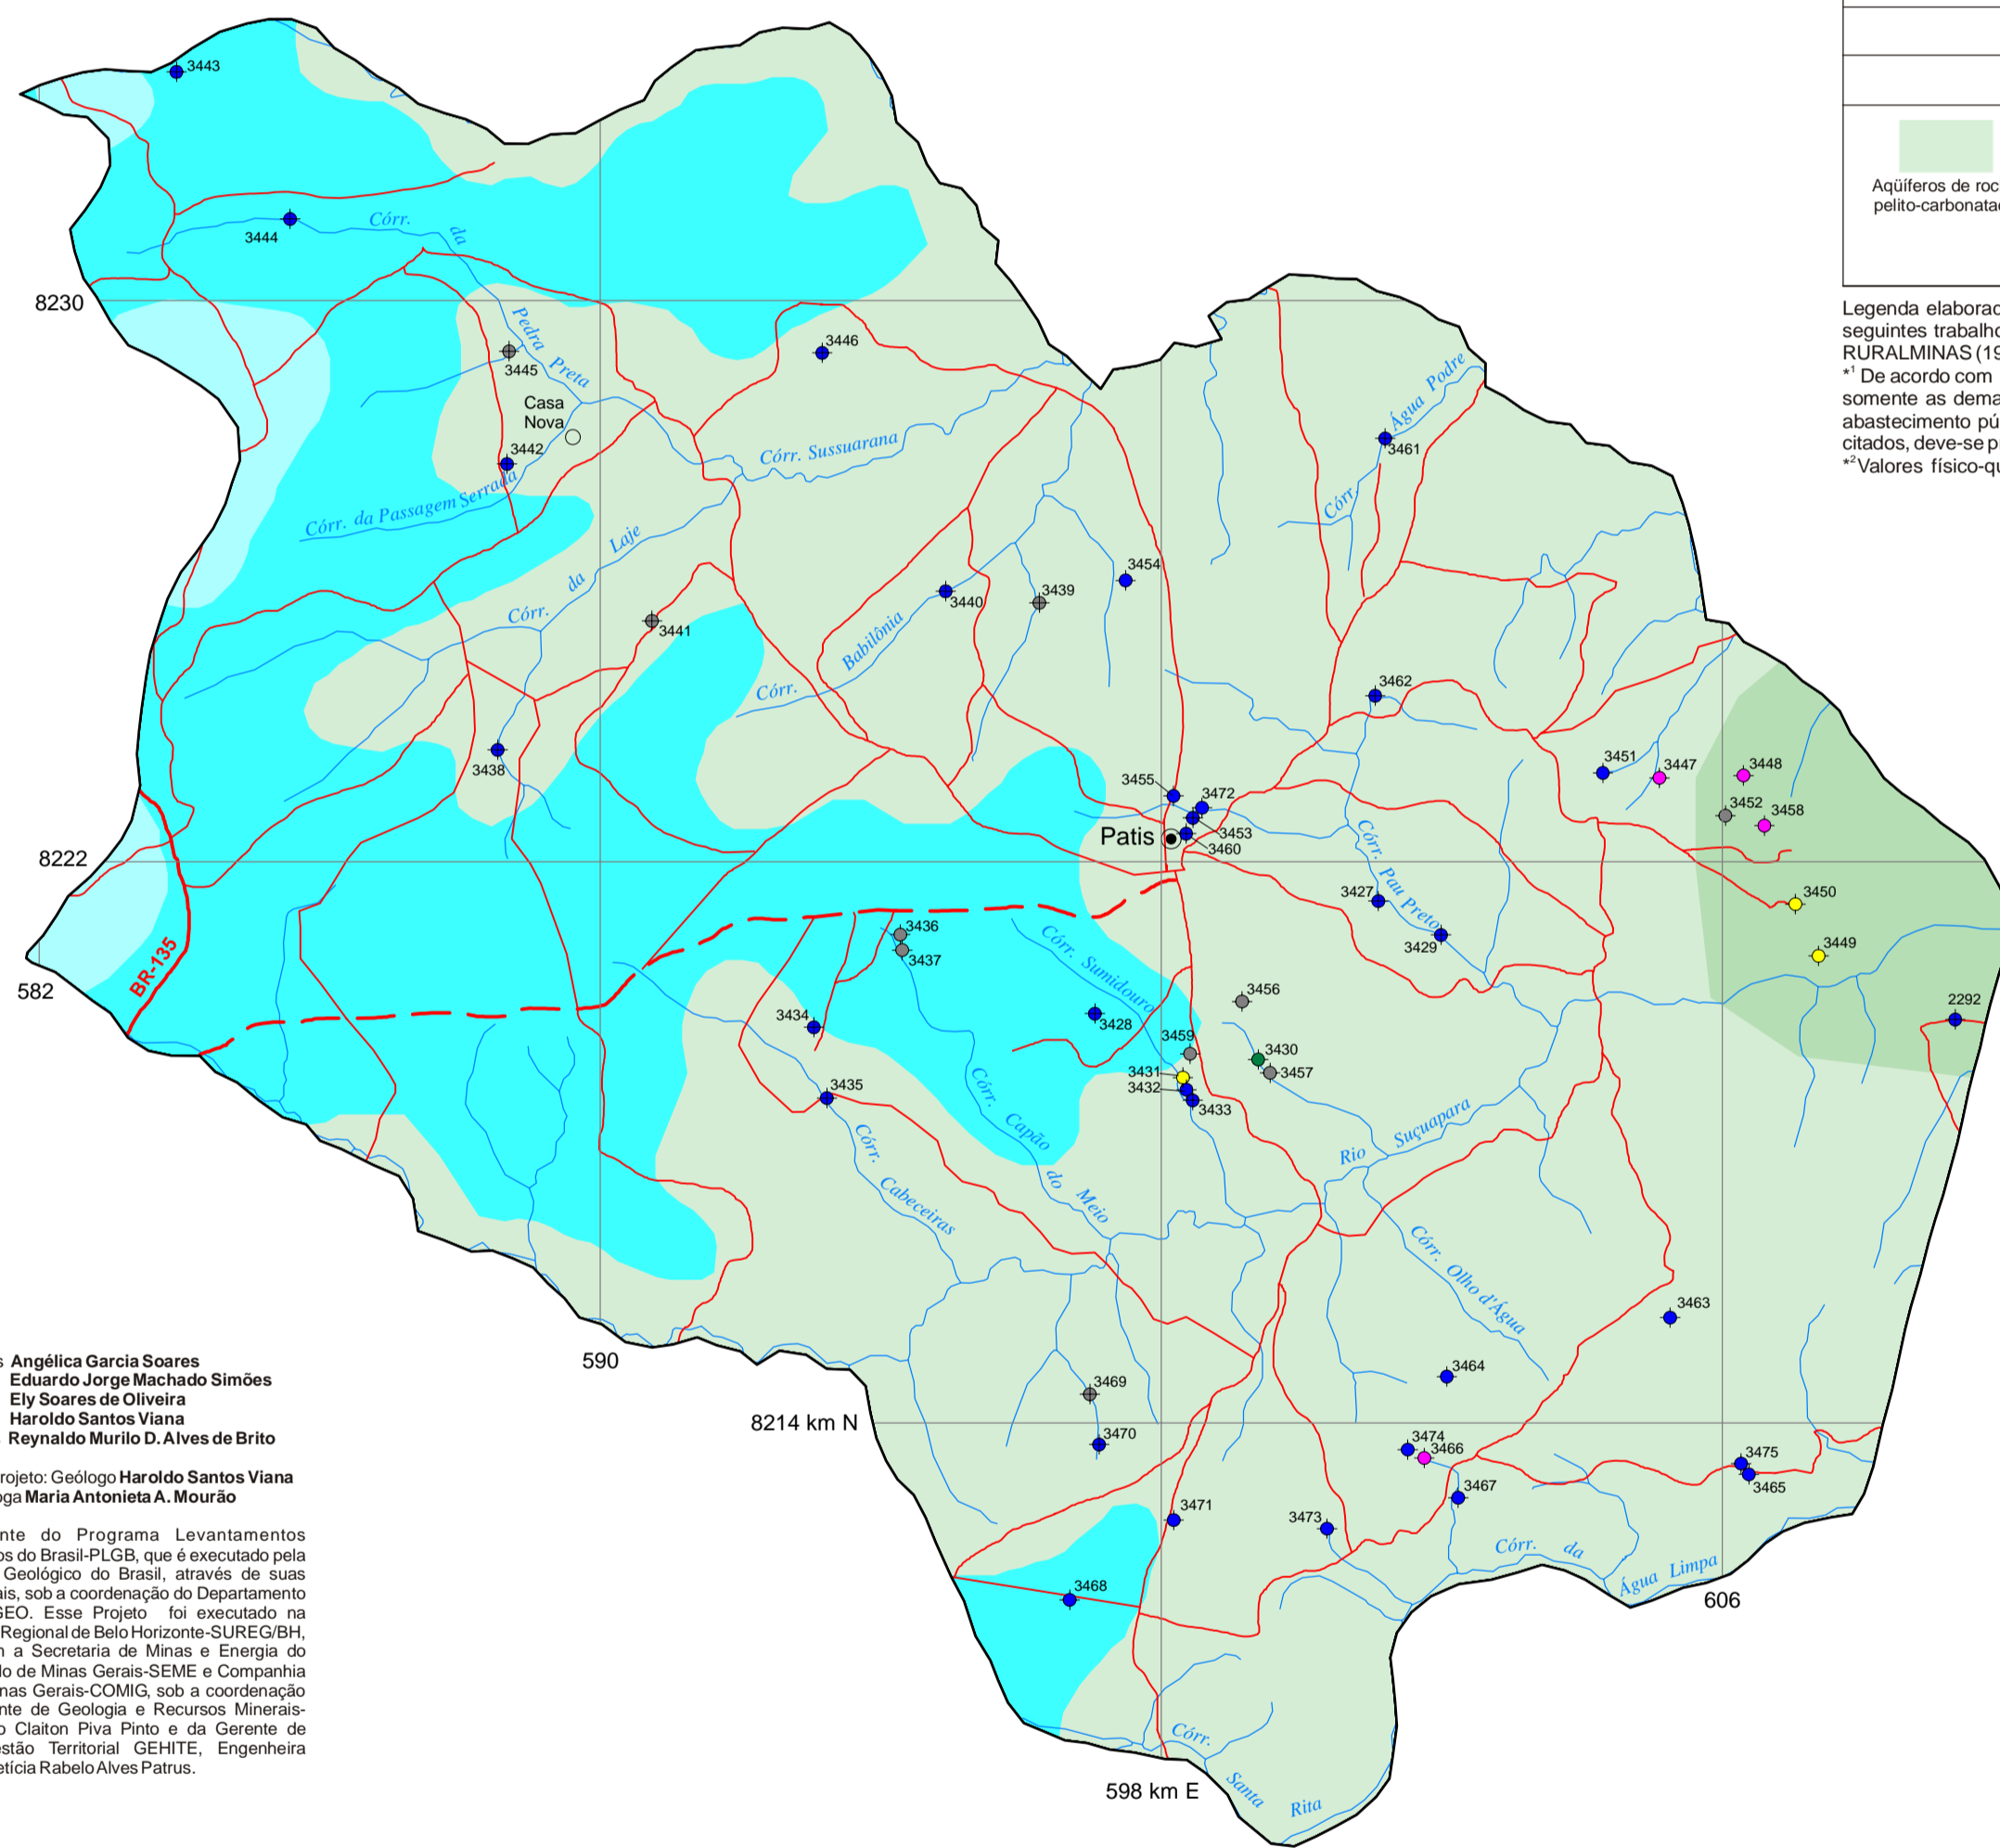 3443
3444
Córr. da Pedra Preta
8230
3445
3446
Casa
Nova
3442
Córr. da Passagem Serrada
Córr. Sussuarana
Córr. da Laje
3441
3440
3439
3454
Córr. Babilônia
Córr. Água Podre
3461
3462
3438
3455
3472
3453
3460
Patis
3451
3447
3448
3452
3458
8222
3427
Córr. Pau Preto
3429
3450
3449
2292
582
BR-135
3436
3437
Córr. Sumidouro
3434
3428
3456
3459
3430
3457
3431
3432
3433
3435
Córr. Cabeceiras
Córr. Capão do Meio
Rio Suçuapara
Córr. Olho d'Água
3463
590
3464
3469
8214 km N
3470
3474
3466
3475
3465
3467
3471
3473
Córr. da Água Limpa
606
3468
598 km E
Córr. Santa Rita
Aqüíferos de roc
pelito-carbonata
Legenda elaborad
seguintes trabalho
RURALMINAS (19
*¹ De acordo com
somente as dema
abastecimento pú
citados, deve-se p
*²Valores físico-qu
s Angélica Garcia Soares
Eduardo Jorge Machado Simões
Ely Soares de Oliveira
Haroldo Santos Viana
Reynaldo Murilo D. Alves de Brito
rojeto: Geólogo Haroldo Santos Viana
oga Maria Antonieta A. Mourão
nte do Programa Levantamentos
os do Brasil-PLGB, que é executado pela
Geológico do Brasil, através de suas
ais, sob a coordenação do Departamento
GEO. Esse Projeto foi executado na
Regional de Belo Horizonte-SUREG/BH,
m a Secretaria de Minas e Energia do
do de Minas Gerais-SEME e Companhia
inas Gerais-COMIG, sob a coordenação
nte de Geologia e Recursos Minerais-
o Claiton Piva Pinto e da Gerente de
estão Territorial GEHITE, Engenheira
etícia Rabelo Alves Patrus.